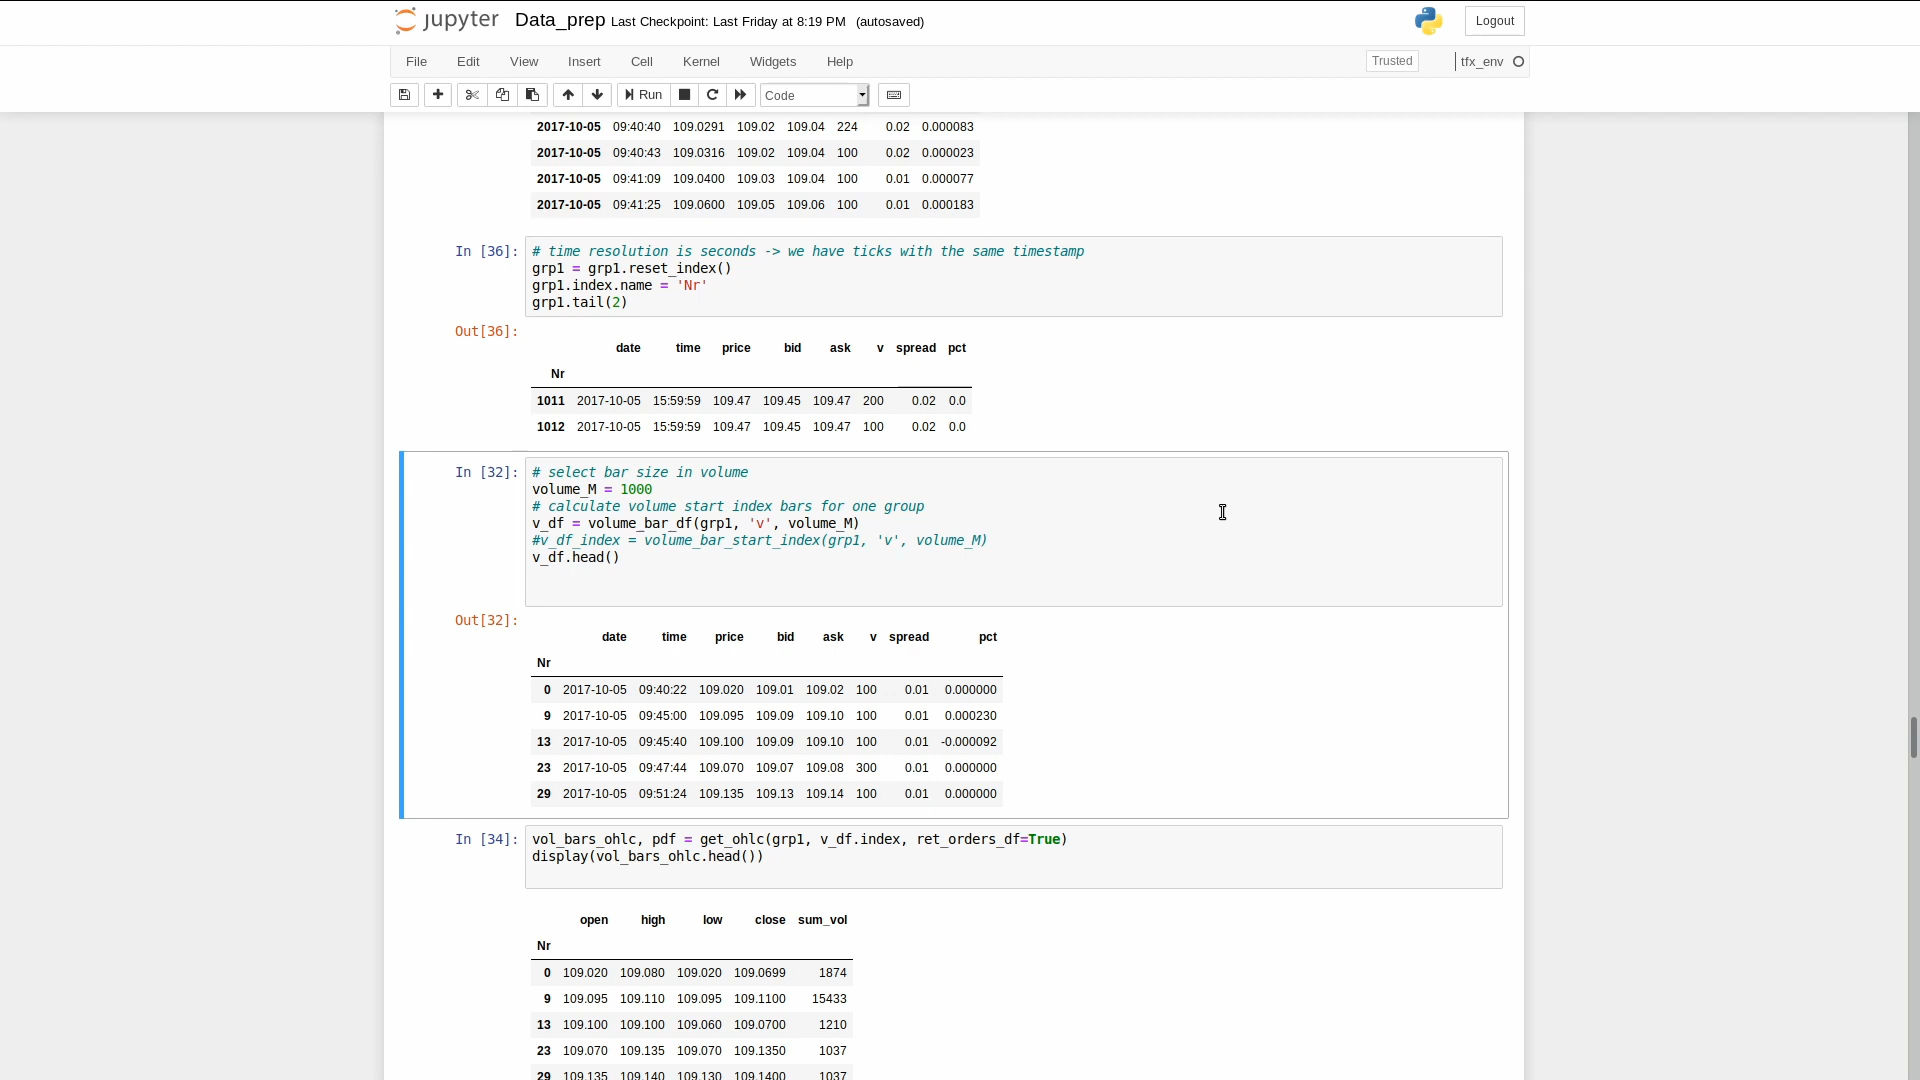 jupyter Data_prep Last Checkpoint: Last Friday at 8:19 PM (autosaved) Logout
File Edit View Insert Cell Kernel Widgets Help Trusted tfx_env
Run Code
2017-10-05 09:40:40 109.0291 109.02 109.04 224 0.02 0.000083
2017-10-05 09:40:43 109.0316 109.02 109.04 100 0.02 0.000023
2017-10-05 09:41:09 109.0400 109.03 109.04 100 0.01 0.000077
2017-10-05 09:41:25 109.0600 109.05 109.06 100 0.01 0.000183
In [36]: # time resolution is seconds -> we have ticks with the same timestamp
grp1 = grp1.reset_index()
grp1.index.name = 'Nr'
grp1.tail(2)
Out[36]:
date time price bid ask v spread pct
Nr
1011 2017-10-05 15:59:59 109.47 109.45 109.47 200 0.02 0.0
1012 2017-10-05 15:59:59 109.47 109.45 109.47 100 0.02 0.0
In [32]: # select bar size in volume
volume_M = 1000
# calculate volume start index bars for one group
v_df = volume_bar_df(grp1, 'v', volume_M)
#v_df_index = volume_bar_start_index(grp1, 'v', volume_M)
v_df.head()
Out[32]:
date time price bid ask v spread pct
Nr
0 2017-10-05 09:40:22 109.020 109.01 109.02 100 0.01 0.000000
9 2017-10-05 09:45:00 109.095 109.09 109.10 100 0.01 0.000230
13 2017-10-05 09:45:40 109.100 109.09 109.10 100 0.01 -0.000092
23 2017-10-05 09:47:44 109.070 109.07 109.08 300 0.01 0.000000
29 2017-10-05 09:51:24 109.135 109.13 109.14 100 0.01 0.000000
In [34]: vol_bars_ohlc, pdf = get_ohlc(grp1, v_df.index, ret_orders_df=True)
display(vol_bars_ohlc.head())
open high low close sum_vol
Nr
0 109.020 109.080 109.020 109.0699 1874
9 109.095 109.110 109.095 109.1100 15433
13 109.100 109.100 109.060 109.0700 1210
23 109.070 109.135 109.070 109.1350 1037
29 109.135 109.140 109.130 109.1400 1037